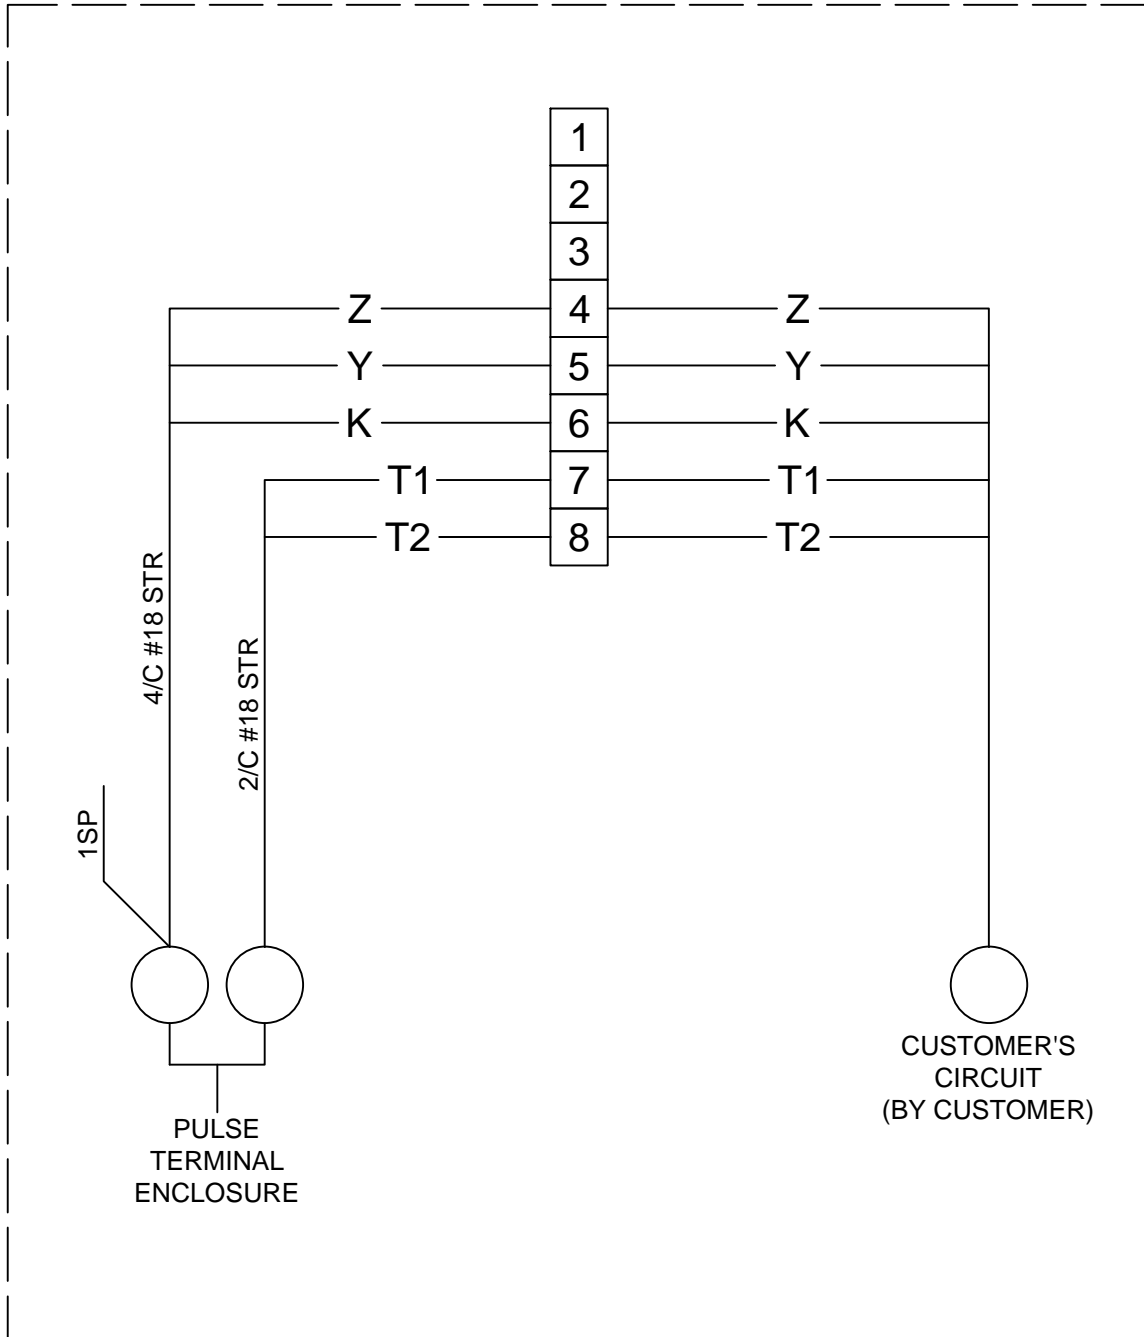 1
2
3
Z 4 Z
Y 5 Y
K 6 K
T1 7 T1
T2 8 T2
4/C #18 STR
2/C #18 STR
1SP
PULSE
TERMINAL
ENCLOSURE
CUSTOMER'S
CIRCUIT
(BY CUSTOMER)